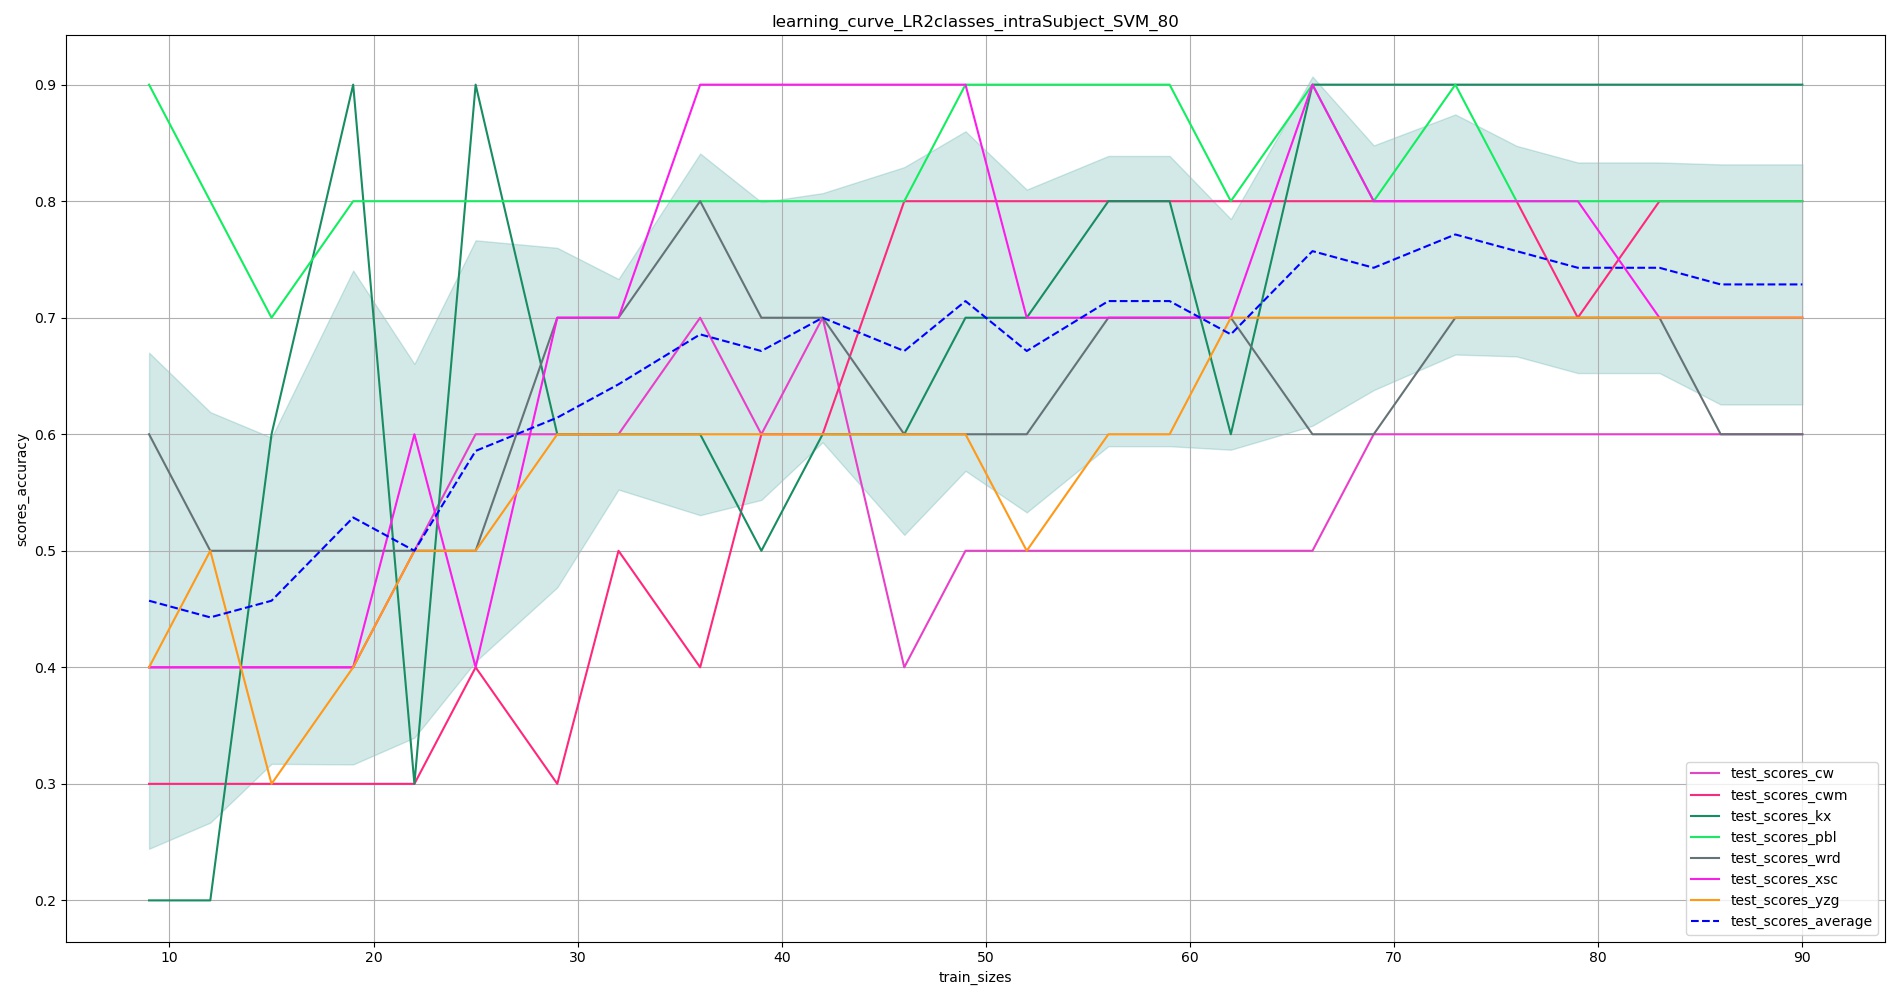 learning_curve_LR2classes_intraSubject_SVM_80
scores_accuracy
0.9
0.8
0.7
0.6
0.5
0.4
0.3
0.2
10 20 30 40 50 60 70 80 90
train_sizes
test_scores_cw
test_scores_cwm
test_scores_kx
test_scores_pbl
test_scores_wrd
test_scores_xsc
test_scores_yzg
test_scores_average